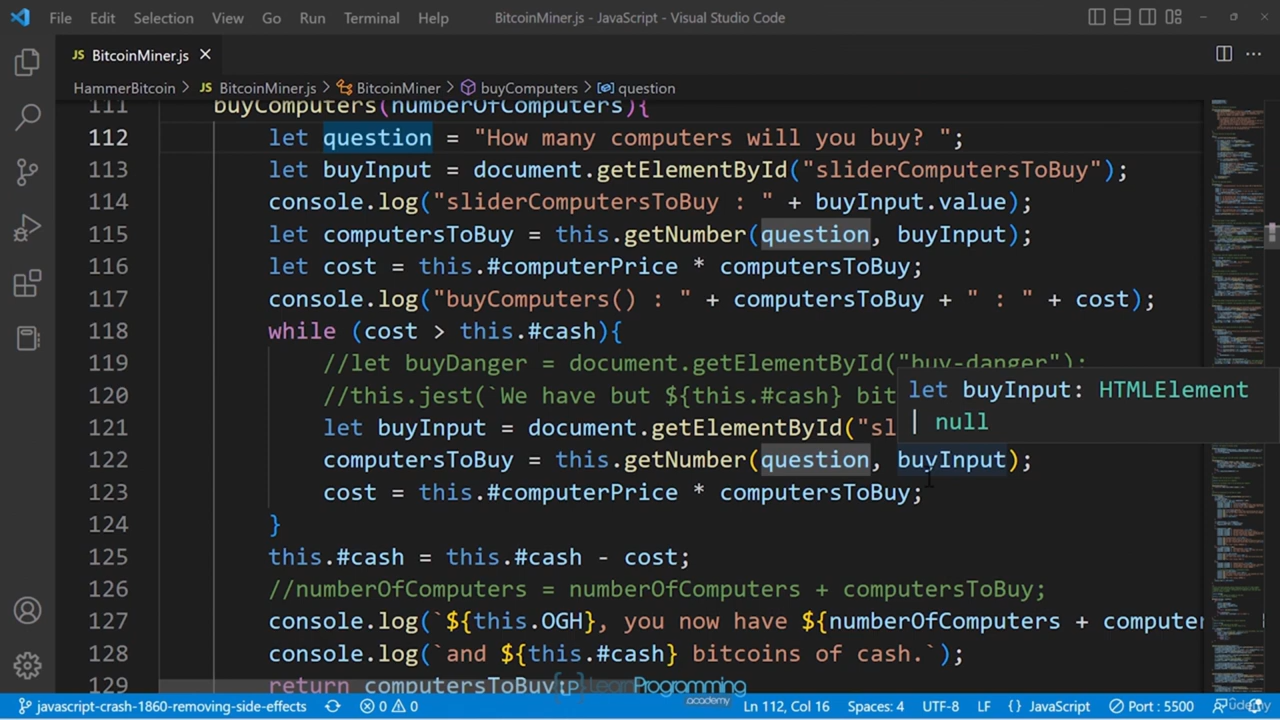 File Edit Selection View Go Run Terminal Help BitcoinMiner.js - JavaScript - Visual Studio Code
JS BitcoinMiner.js
HammerBitcoin > JS BitcoinMiner.js > BitcoinMiner > buyComputers > question
111 buyComputers(numberOfComputers){
112 let question = "How many computers will you buy? ";
113 let buyInput = document.getElementById("sliderComputersToBuy");
114 console.log("sliderComputersToBuy : " + buyInput.value);
115 let computersToBuy = this.getNumber(question, buyInput);
116 let cost = this.#computerPrice * computersToBuy;
117 console.log("buyComputers() : " + computersToBuy + " : " + cost);
118 while (cost > this.#cash){
119 //let buyDanger = document.getElementById("buy-danger");
120 //this.jest(`We have but ${this.#cash} bit
let buyInput: HTMLElement
| null
121 let buyInput = document.getElementById("sl
122 computersToBuy = this.getNumber(question, buyInput);
123 cost = this.#computerPrice * computersToBuy;
124 }
125 this.#cash = this.#cash - cost;
126 //numberOfComputers = numberOfComputers + computersToBuy;
127 console.log(`${this.OGH}, you now have ${numberOfComputers + computer
128 console.log(`and ${this.#cash} bitcoins of cash.`);
129 return computersToBuy;
LearnProgramming
academy
javascript-crash-1860-removing-side-effects 0 0 Ln 112, Col 16 Spaces: 4 UTF-8 LF {} JavaScript Port : 5500
udemy